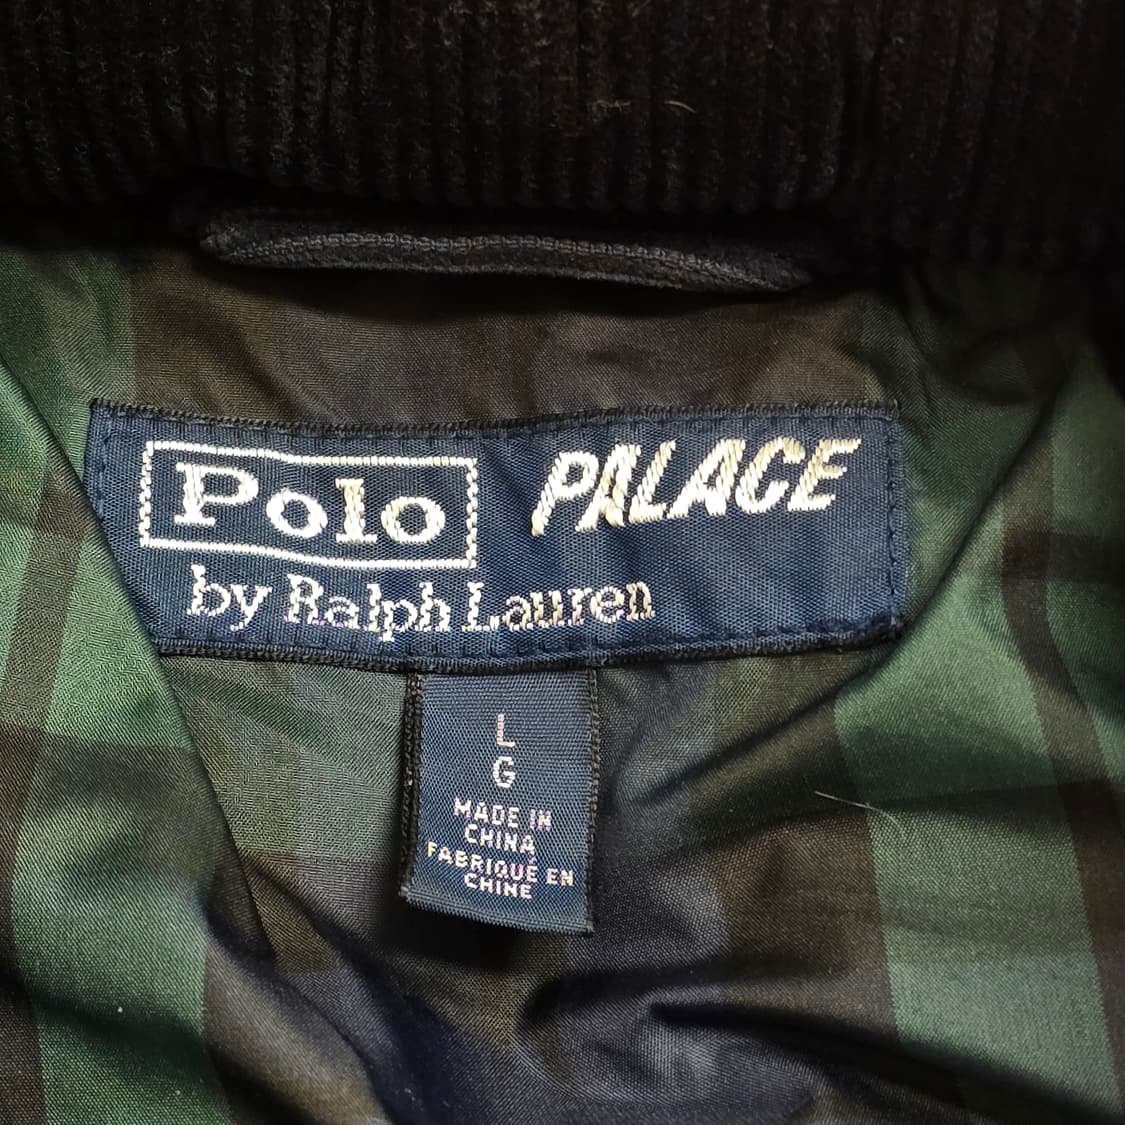 Polo PALACE
by Ralph Lauren
L
G
MADE IN
CHINA
FABRIQUÉ EN
CHINE